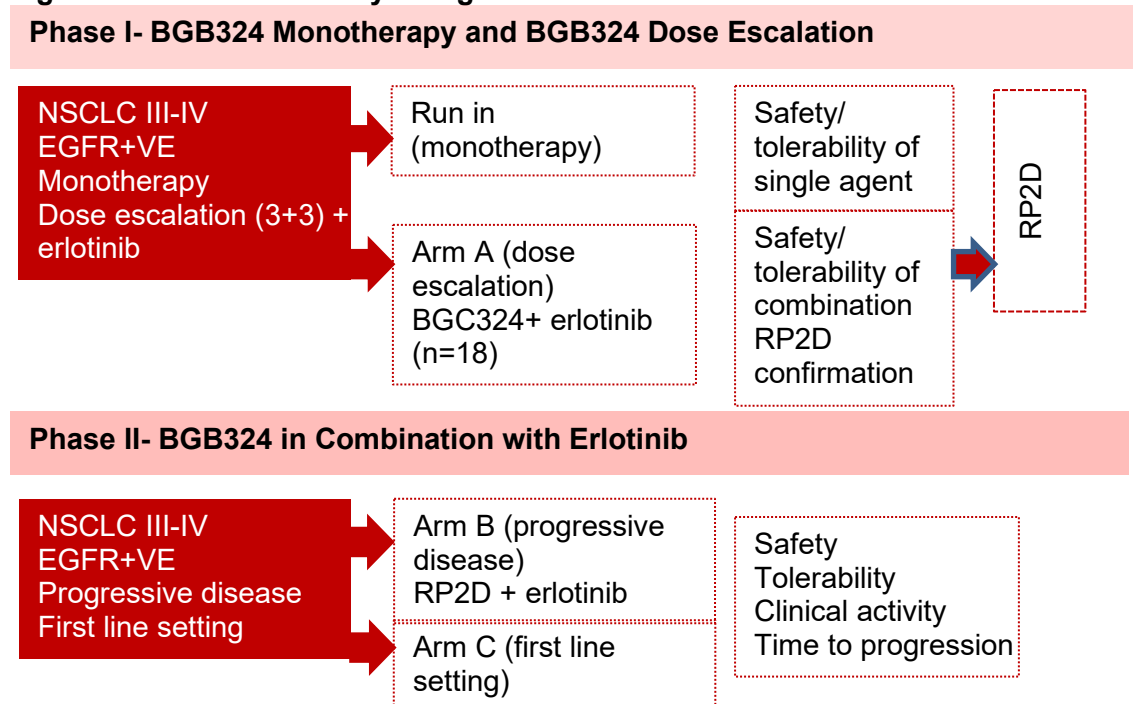 Phase I- BGB324 Monotherapy and BGB324 Dose Escalation
NSCLC III-IV
EGFR+VE
Monotherapy
Dose escalation (3+3) +
erlotinib
Run in
(monotherapy)
Arm A (dose
escalation)
BGC324+ erlotinib
(n=18)
Safety/
tolerability of
single agent
Safety/
tolerability of
combination
RP2D
confirmation
RP2D
Phase II- BGB324 in Combination with Erlotinib
NSCLC III-IV
EGFR+VE
Progressive disease
First line setting
Arm B (progressive
disease)
RP2D + erlotinib
Arm C (first line
setting)
Safety
Tolerability
Clinical activity
Time to progression